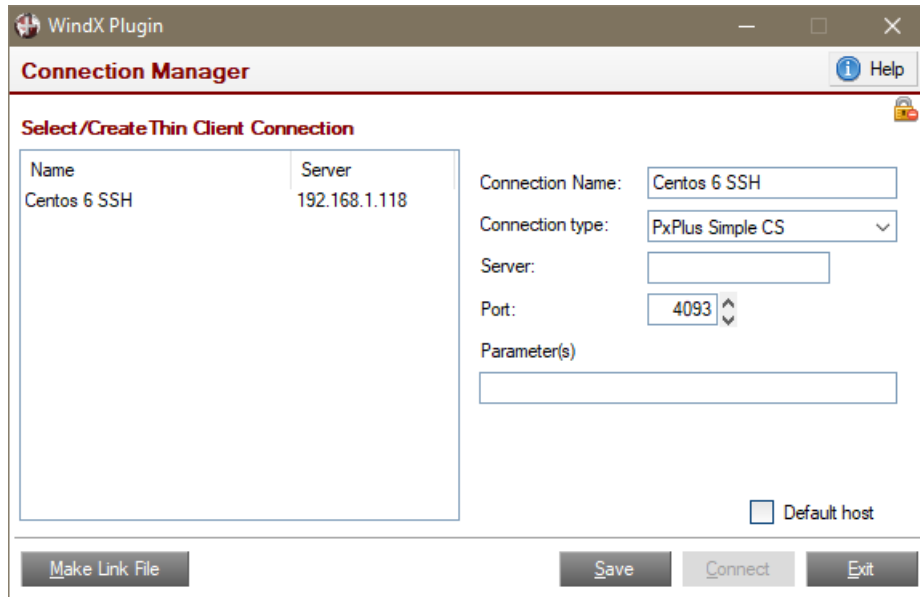 WindX Plugin
Connection Manager
Help
Select/Create Thin Client Connection
Name Server
Centos 6 SSH 192.168.1.118
Connection Name: Centos 6 SSH
Connection type: PxPlus Simple CS
Server:
Port: 4093
Parameter(s)
Default host
Make Link File Save Connect Exit